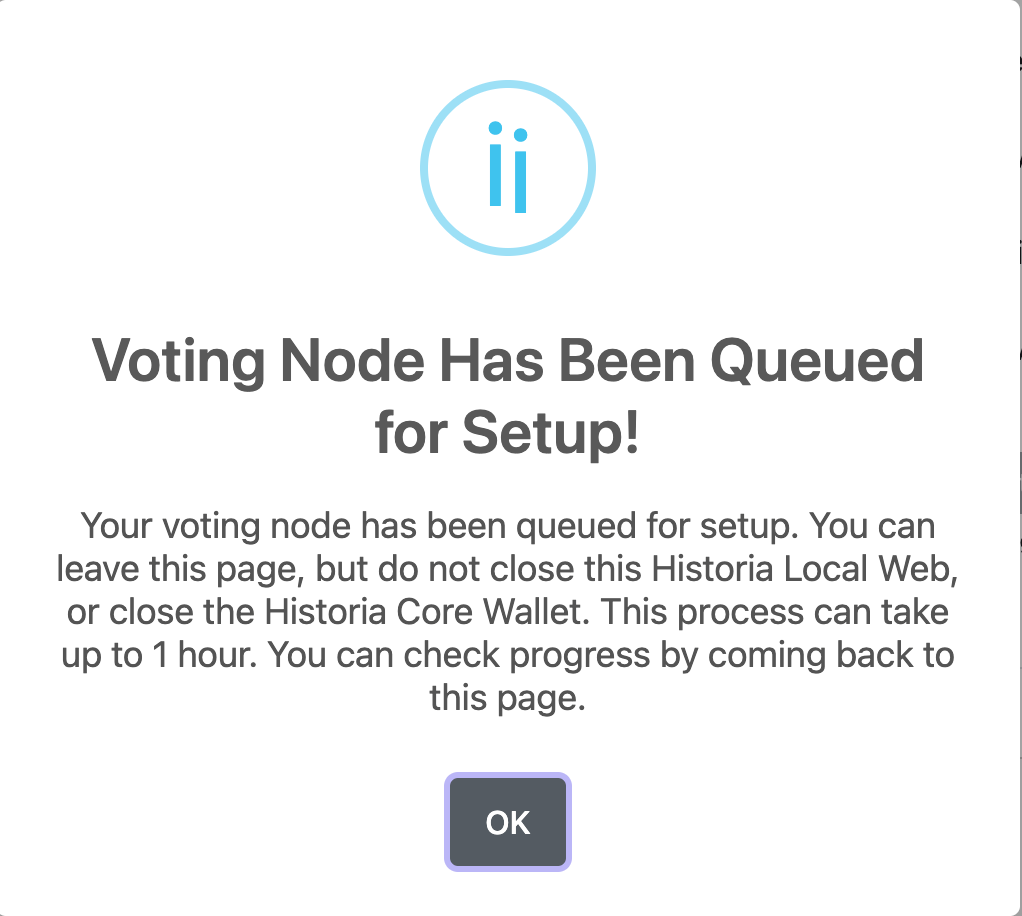 Voting Node Has Been Queued
for Setup!
Your voting node has been queued for setup. You can
leave this page, but do not close this Historia Local Web,
or close the Historia Core Wallet. This process can take
up to 1 hour. You can check progress by coming back to
this page.
OK